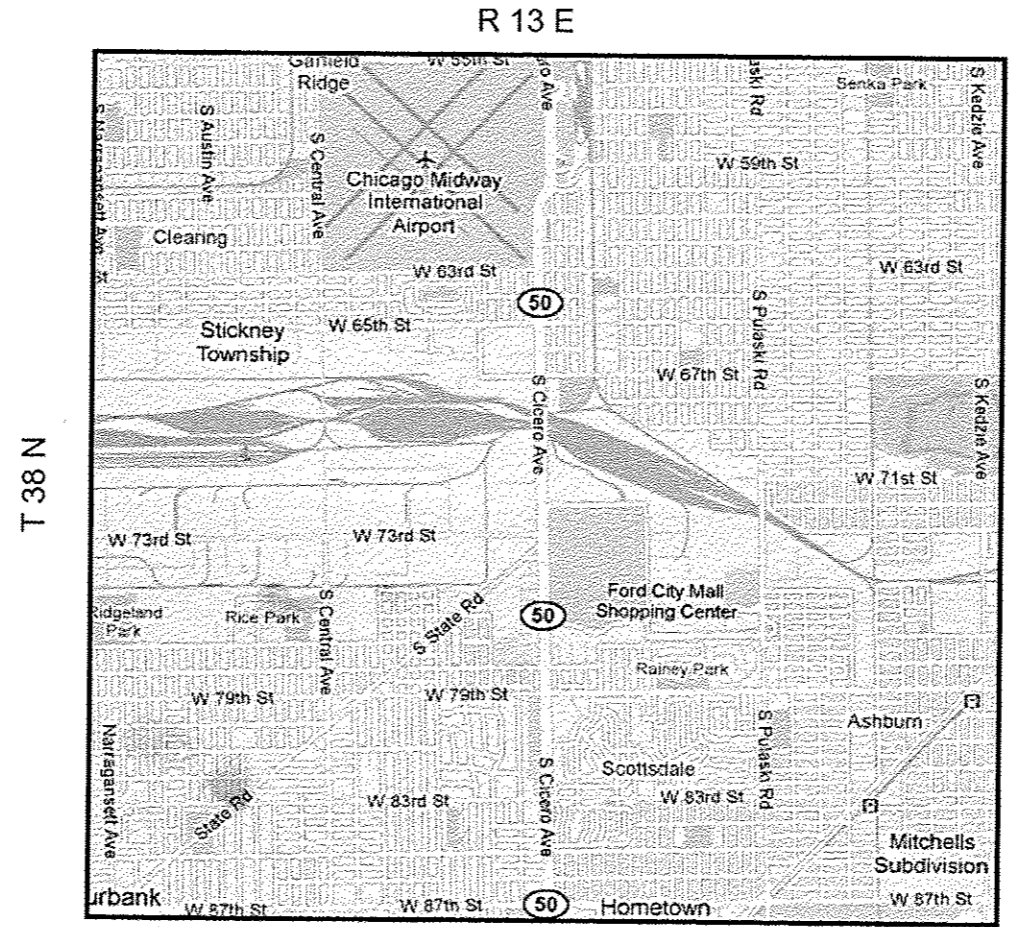 R 13 E
T 38 N
Garfield
Ridge
W 55th St
Senka Park
S Kedzie Ave
S Austin Ave
S Central Ave
W 59th St
Chicago Midway
International
Airport
Clearing
W 63rd St
W 63rd St
50
Stickney
Township
W 65th St
S Pulaski Rd
W 67th St
S Cicero Ave
S Kedzie Ave
W 71st St
W 73rd St
W 73rd St
Ridgeland
Park
Rice Park
S Central Ave
S State Rd
50
Ford City Mall
Shopping Center
Rainey Park
W 79th St
W 79th St
Narragansett Ave
S Pulaski Rd
Ashburn
S Cicero Ave
Scottsdale
W 83rd St
W 83rd St
State Rd
Mitchells
Subdivision
urbank
W 87th St
W 87th St
50
Hometown
W 87th St